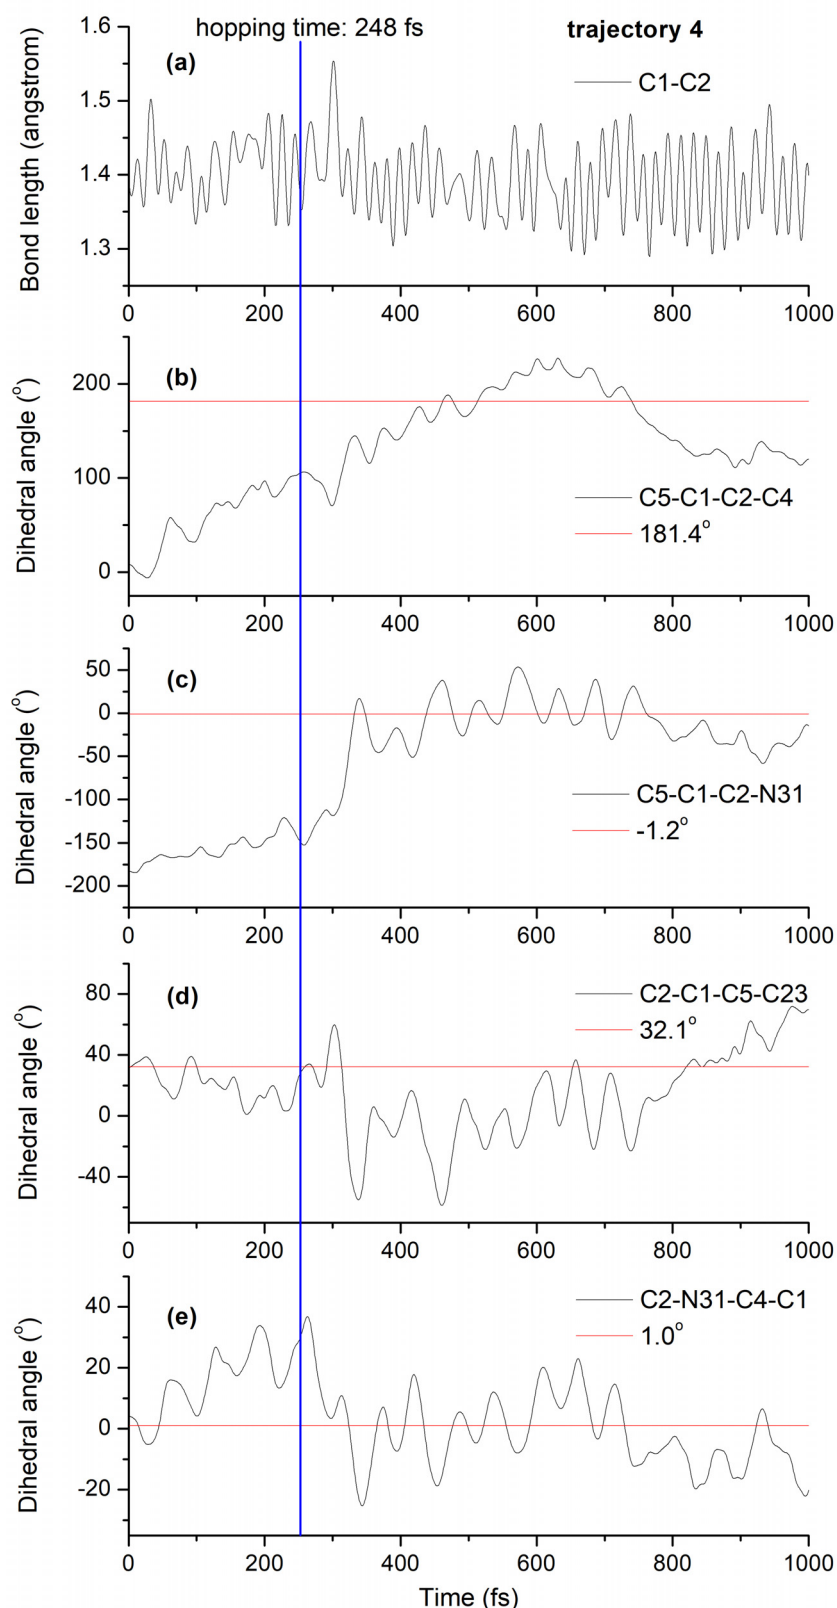 hopping time: 248 fs
trajectory 4
(a)
C1-C2
Bond length (angstrom)
1.6
1.5
1.4
1.3
0 200 400 600 800 1000
(b)
C5-C1-C2-C4
181.4°
Dihedral angle (°)
200
100
0
0 200 400 600 800 1000
(c)
C5-C1-C2-N31
-1.2°
Dihedral angle (°)
50
0
-50
-100
-150
-200
0 200 400 600 800 1000
(d)
C2-C1-C5-C23
32.1°
Dihedral angle (°)
80
40
0
-40
0 200 400 600 800 1000
(e)
C2-N31-C4-C1
1.0°
Dihedral angle (°)
40
20
0
-20
0 200 400 600 800 1000
Time (fs)